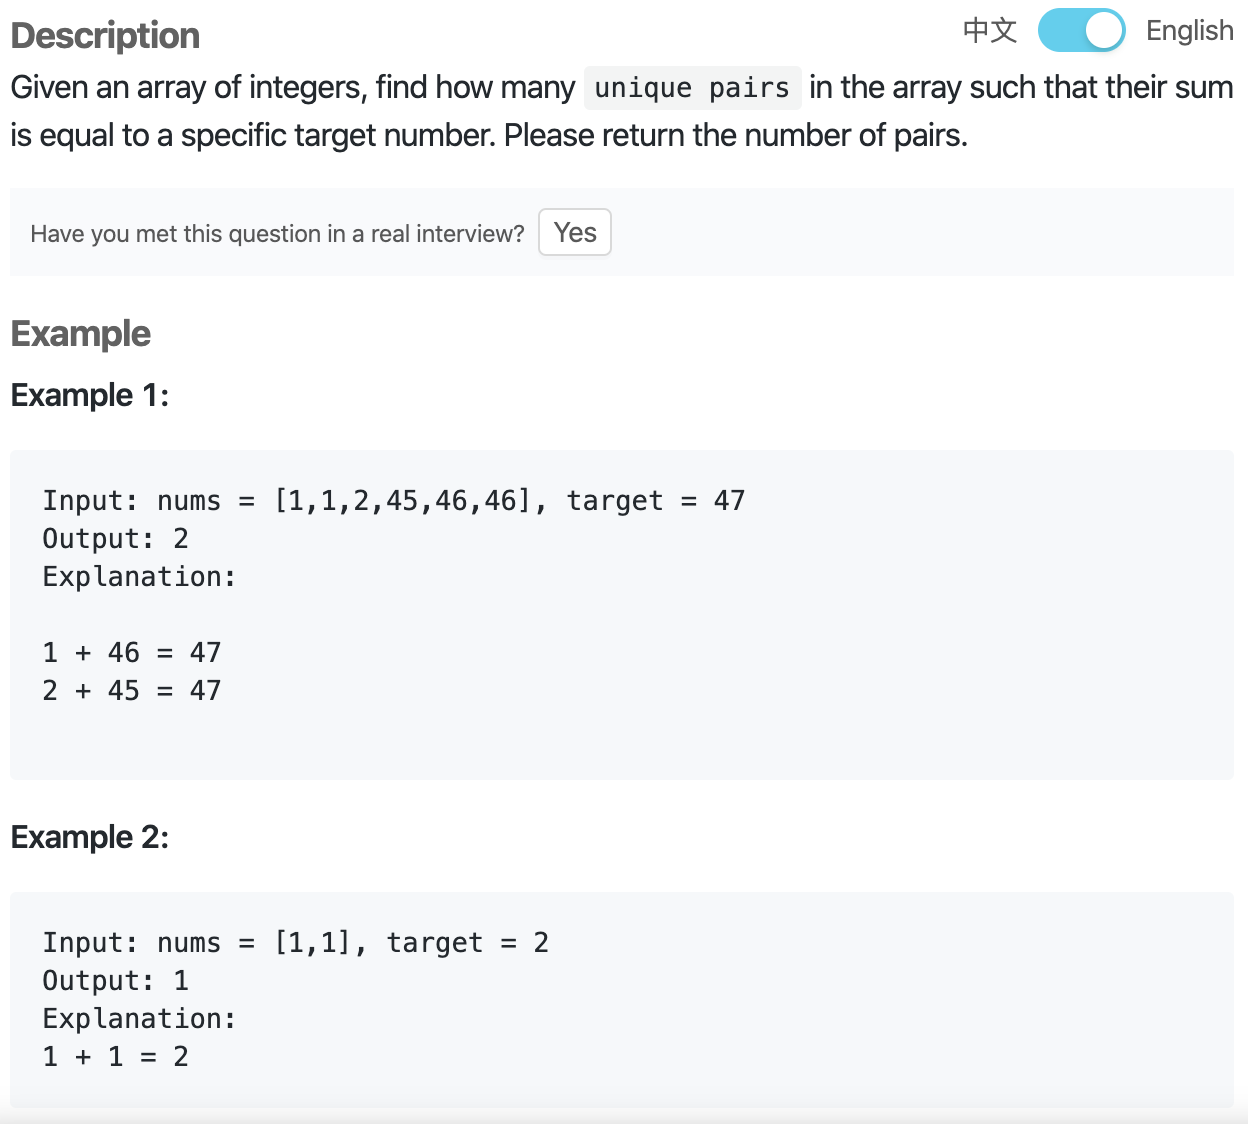 Description
中文 English
Given an array of integers, find how many unique pairs in the array such that their sum
is equal to a specific target number. Please return the number of pairs.
Have you met this question in a real interview? Yes
Example
Example 1:
Input: nums = [1,1,2,45,46,46], target = 47
Output: 2
Explanation:
1 + 46 = 47
2 + 45 = 47
Example 2:
Input: nums = [1,1], target = 2
Output: 1
Explanation:
1 + 1 = 2